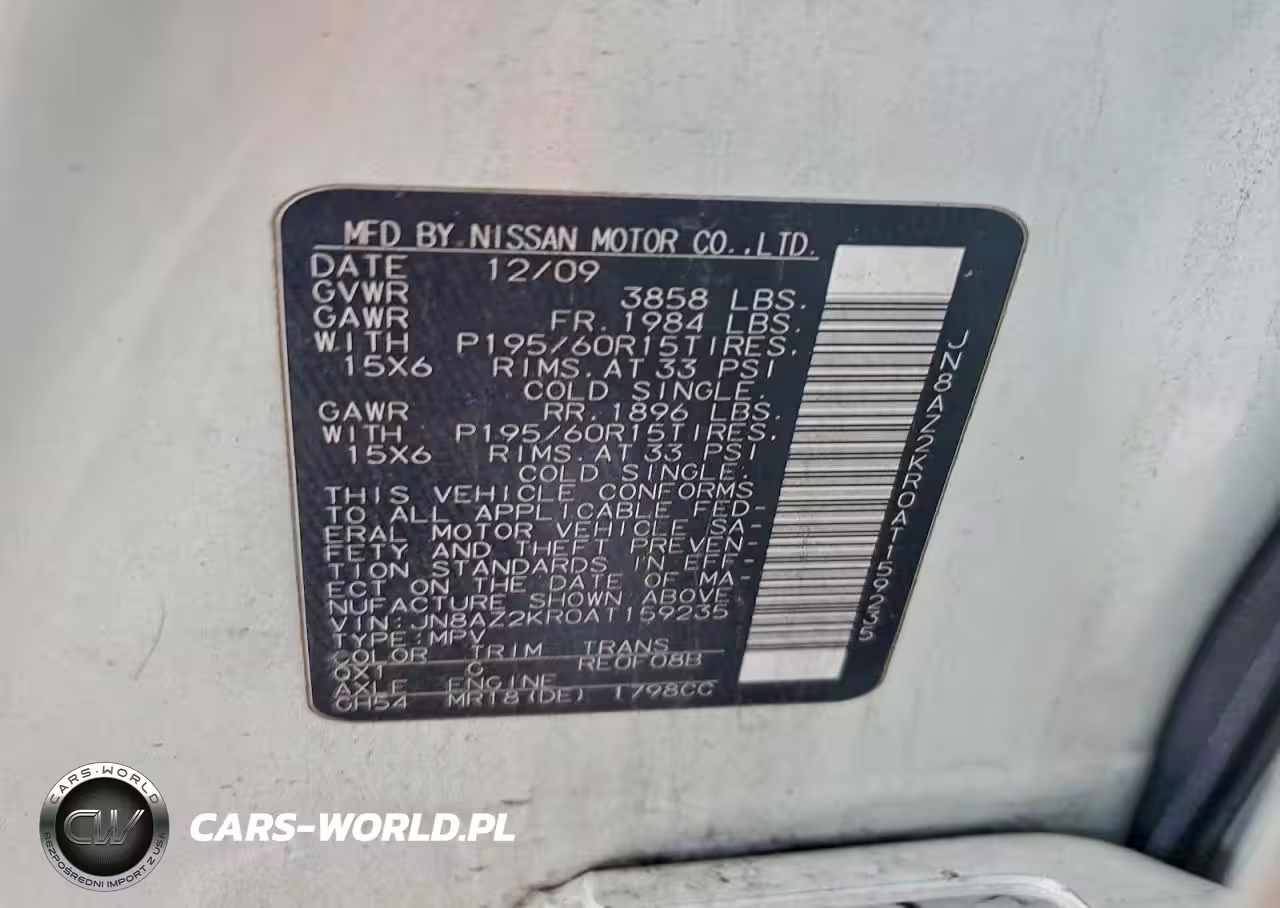 MFD BY NISSAN MOTOR CO.,LTD.
DATE 12/09
GVWR 3858 LBS.
GAWR FR. 1984 LBS.
WITH P195/60R15TIRES.
15X6 RIMS.AT 33 PSI
COLD SINGLE.
GAWR RR. 1896 LBS.
WITH P195/60R15TIRES.
15X6 RIMS.AT 33 PSI
COLD SINGLE.
THIS VEHICLE CONFORMS
TO ALL APPLICABLE FED-
ERAL MOTOR VEHICLE SA-
FETY AND THEFT PREVEN-
TION STANDARDS IN EFF-
ECT ON THE DATE OF MA-
NUFACTURE SHOWN ABOVE
VIN:JN8AZ2KR0AT159235
TYPE:MPV
COLOR TRIM TRANS
QX1 C RE0F08B
AXLE ENGINE
GH54 MR18(DE) 1798CC
JN8AZ2KR0AT159235
CARS-WORLD
CW
BEZPOŚREDNI IMPORT Z USA
CARS-WORLD.PL